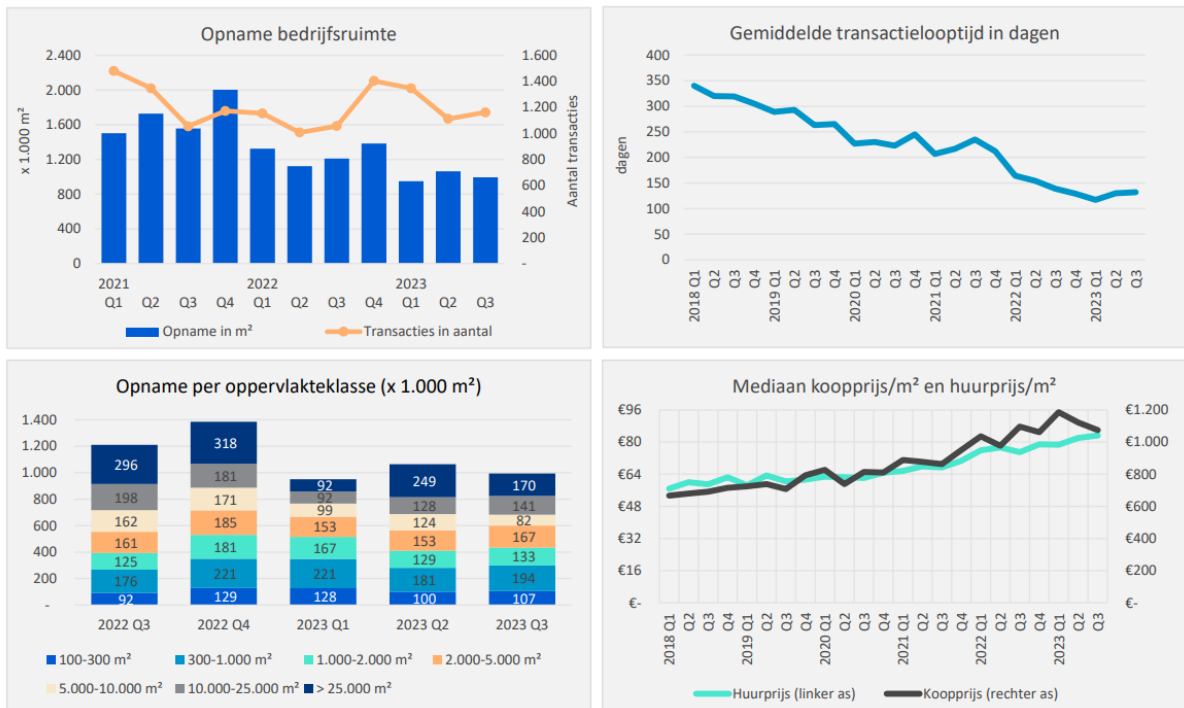 Opname bedrijfsruimte
2.400
2.000
1.600
1.200
800
400
0
x 1.000 m²
1.600
1.400
1.200
1.000
800
600
400
200
-
Aantal transacties
2021 2022 2023
Q1 Q2 Q3 Q4 Q1 Q2 Q3 Q4 Q1 Q2 Q3
Opname in m² Transacties in aantal
Gemiddelde transactielooptijd in dagen
400
350
300
250
200
150
100
50
0
dagen
2018 Q1 Q2 Q3 Q4 2019 Q1 Q2 Q3 Q4 2020 Q1 Q2 Q3 Q4 2021 Q1 Q2 Q3 Q4 2022 Q1 Q2 Q3 Q4 2023 Q1 Q2 Q3
Opname per oppervlakteklasse (x 1.000 m²)
1.400
1.200
1.000
800
600
400
200
-
296 318 92 249 170
198 181 92 128 141
162 171 99 124 82
161 185 153 153 167
125 181 167 129 133
176 221 221 181 194
92 129 128 100 107
2022 Q3 2022 Q4 2023 Q1 2023 Q2 2023 Q3
100-300 m² 300-1.000 m² 1.000-2.000 m² 2.000-5.000 m²
5.000-10.000 m² 10.000-25.000 m² > 25.000 m²
Mediaan koopprijs/m² en huurprijs/m²
€96
€80
€64
€48
€32
€16
€-
€1.200
€1.000
€800
€600
€400
€200
€-
2018 Q1 Q2 Q3 Q4 2019 Q1 Q2 Q3 Q4 2020 Q1 Q2 Q3 Q4 2021 Q1 Q2 Q3 Q4 2022 Q1 Q2 Q3 Q4 2023 Q1 Q2 Q3
Huurprijs (linker as) Koopprijs (rechter as)